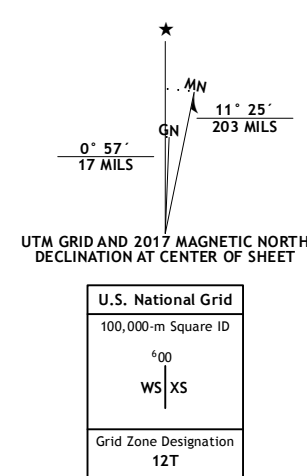 ★
MN
GN
11° 25´
203 MILS
0° 57´
17 MILS
UTM GRID AND 2017 MAGNETIC NORTH
DECLINATION AT CENTER OF SHEET
U.S. National Grid
100,000-m Square ID
⁶00
WS XS
Grid Zone Designation
12T